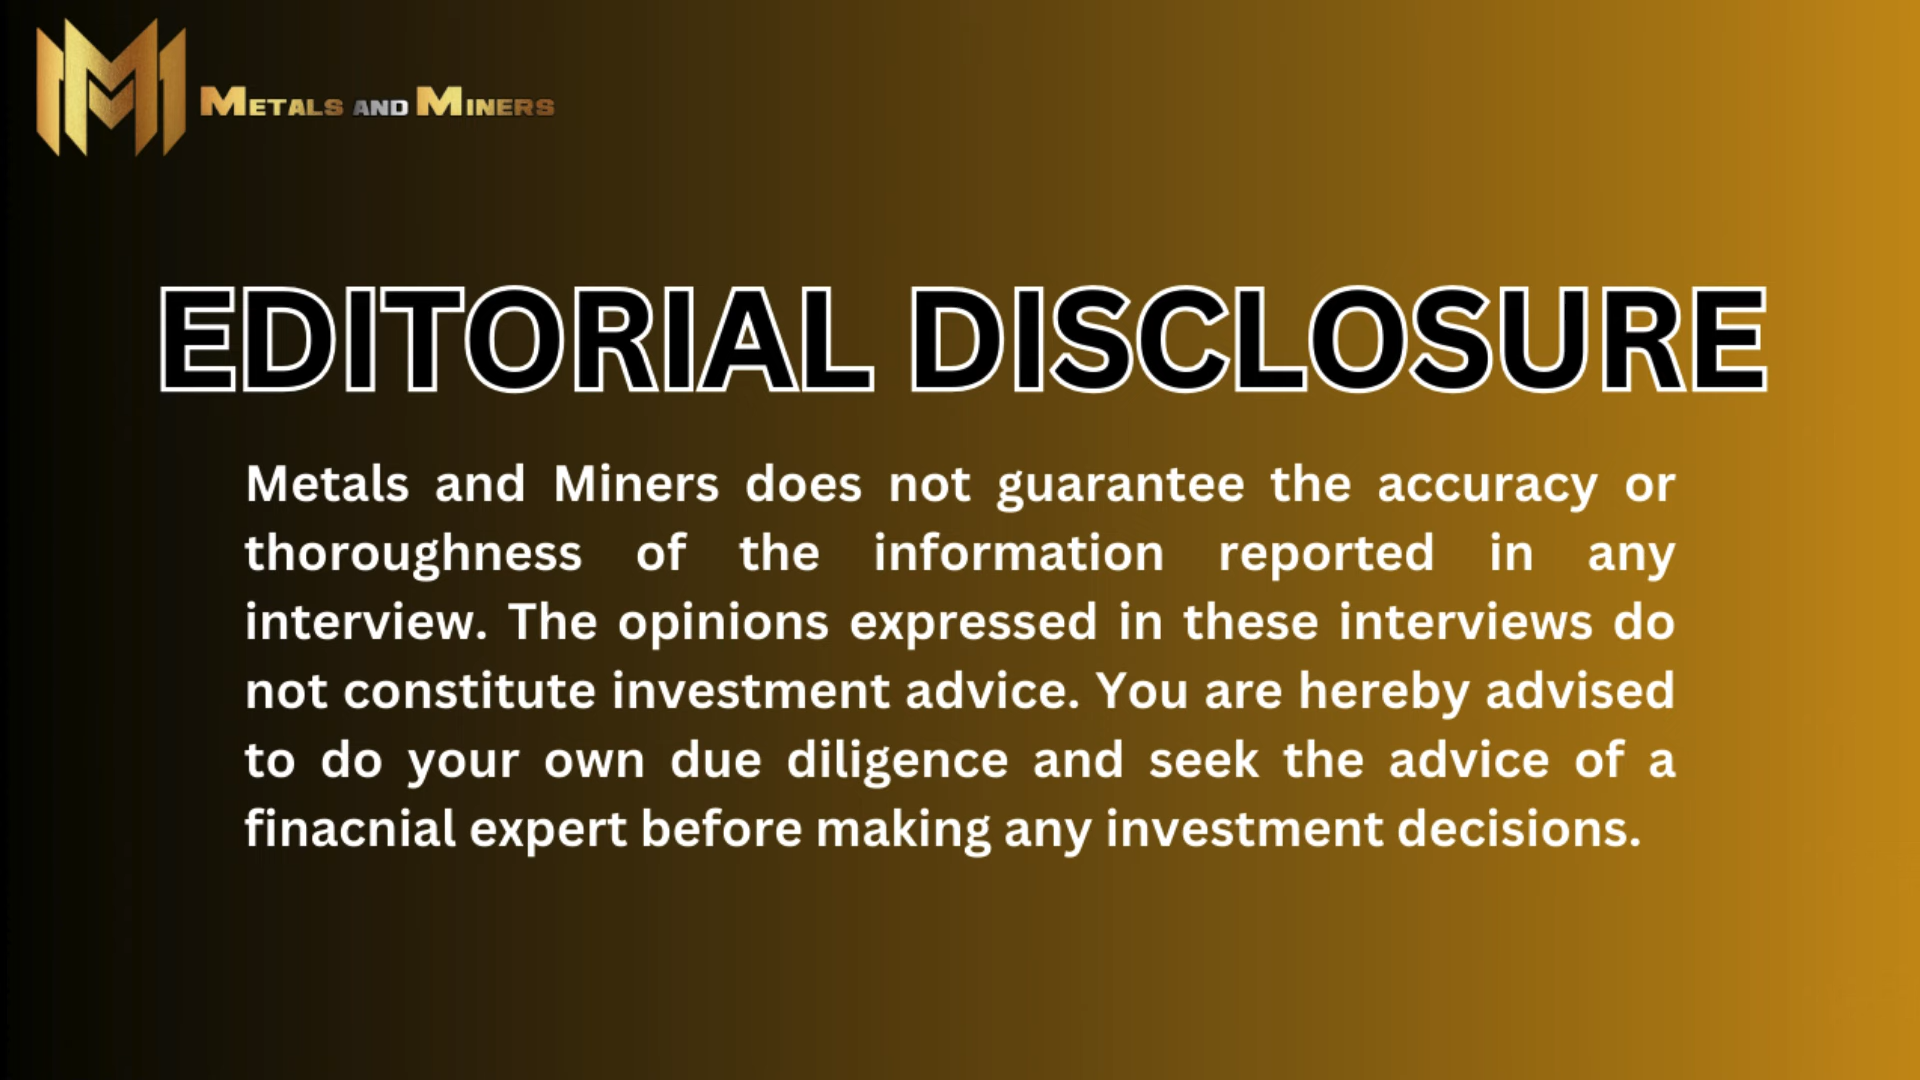 METALS AND MINERS
EDITORIAL DISCLOSURE
Metals and Miners does not guarantee the accuracy or
thoroughness of the information reported in any
interview. The opinions expressed in these interviews do
not constitute investment advice. You are hereby advised
to do your own due diligence and seek the advice of a
finacnial expert before making any investment decisions.